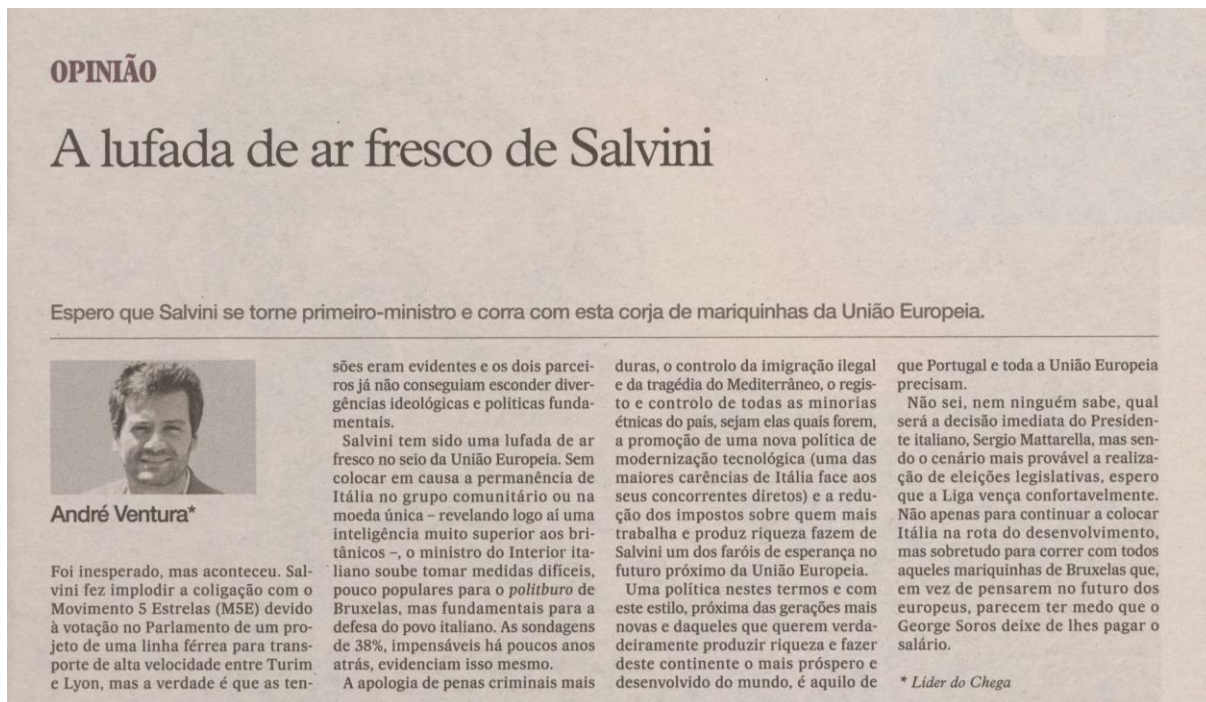 OPINIÃO
A lufada de ar fresco de Salvini
Espero que Salvini se torne primeiro-ministro e corra com esta corja de mariquinhas da União Europeia.
André Ventura*
Foi inesperado, mas aconteceu. Sal-
vini fez implodir a coligação com o
Movimento 5 Estrelas (M5E) devido
à votação no Parlamento de um pro-
jeto de uma linha férrea para trans-
porte de alta velocidade entre Turim
e Lyon, mas a verdade é que as ten-
sões eram evidentes e os dois parcei-
ros já não conseguiam esconder diver-
gências ideológicas e politicas funda-
mentais.
Salvini tem sido uma lufada de ar
fresco no seio da União Europeia. Sem
colocar em causa a permanência de
Itália no grupo comunitário ou na
moeda única – revelando logo aí uma
inteligência muito superior aos bri-
tânicos –, o ministro do Interior ita-
liano soube tomar medidas difíceis,
pouco populares para o politburo de
Bruxelas, mas fundamentais para a
defesa do povo italiano. As sondagens
de 38%, impensáveis há poucos anos
atrás, evidenciam isso mesmo.
A apologia de penas criminais mais
duras, o controlo da imigração ilegal
e da tragédia do Mediterrâneo, o regis-
to e controlo de todas as minorias
étnicas do país, sejam elas quais forem,
a promoção de uma nova política de
modernização tecnológica (uma das
maiores carências de Itália face aos
seus concorrentes diretos) e a redu-
ção dos impostos sobre quem mais
trabalha e produz riqueza fazem de
Salvini um dos faróis de esperança no
futuro próximo da União Europeia.
Uma política nestes termos e com
este estilo, próxima das gerações mais
novas e daqueles que querem verda-
deiramente produzir riqueza e fazer
deste continente o mais próspero e
desenvolvido do mundo, é aquilo de
que Portugal e toda a União Europeia
precisam.
Não sei, nem ninguém sabe, qual
será a decisão imediata do Presiden-
te italiano, Sergio Mattarella, mas sen-
do o cenário mais provável a realiza-
ção de eleições legislativas, espero
que a Liga vença confortavelmente.
Não apenas para continuar a colocar
Itália na rota do desenvolvimento,
mas sobretudo para correr com todos
aqueles mariquinhas de Bruxelas que,
em vez de pensarem no futuro dos
europeus, parecem ter medo que o
George Soros deixe de lhes pagar o
salário.
* Líder do Chega